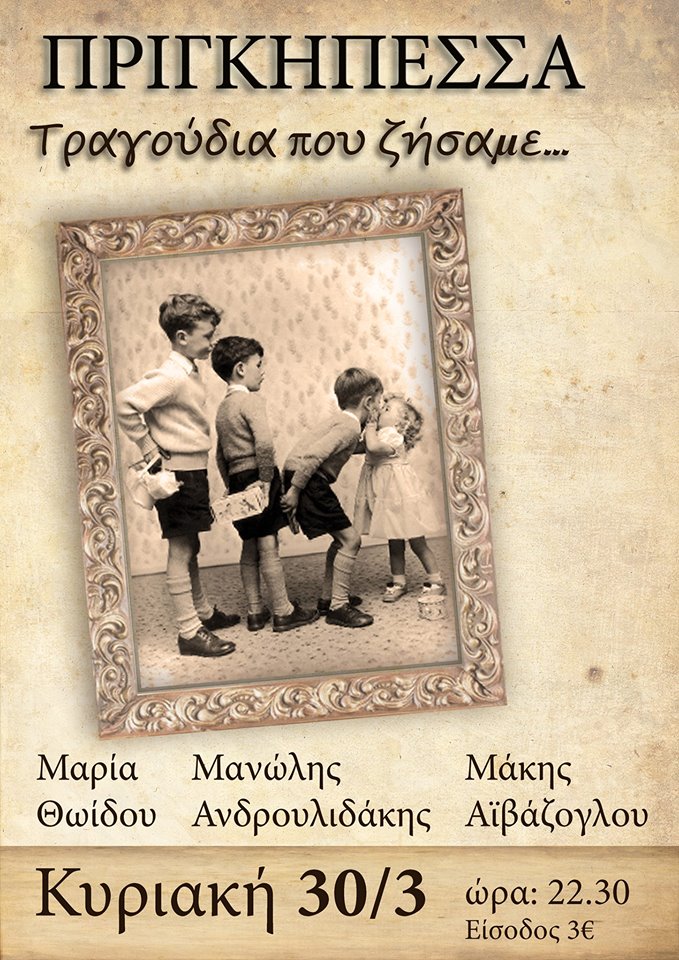 ΠΡΙΓΚΗΠΕΣΣΑ
Τραγούδια που ζήσαμε...
Μαρία Μανώλης Μάκης
Θωίδου Ανδρουλιδάκης Αϊβάζογλου
Κυριακή 30/3 ώρα: 22.30
Είσοδος 3€